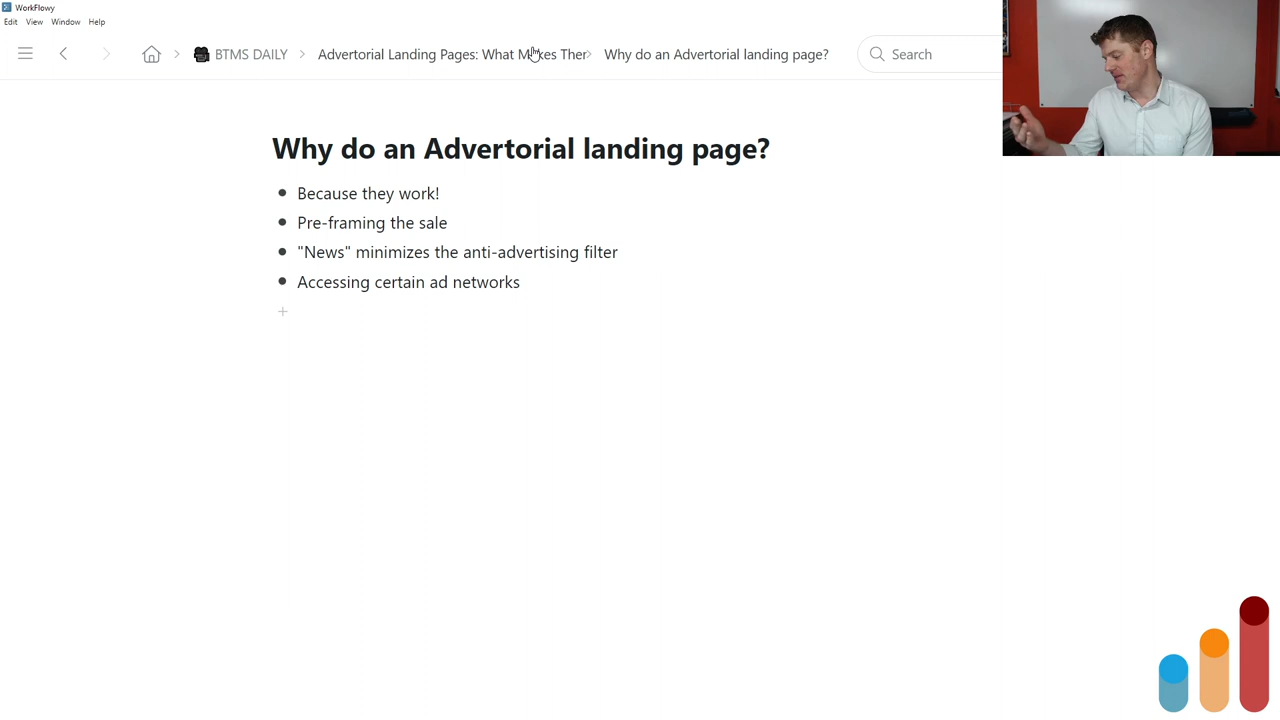 WorkFlowy
Edit View Window Help
BTMS DAILY Advertorial Landing Pages: What Makes Ther Why do an Advertorial landing page? Search
Why do an Advertorial landing page?
Because they work!
Pre-framing the sale
"News" minimizes the anti-advertising filter
Accessing certain ad networks